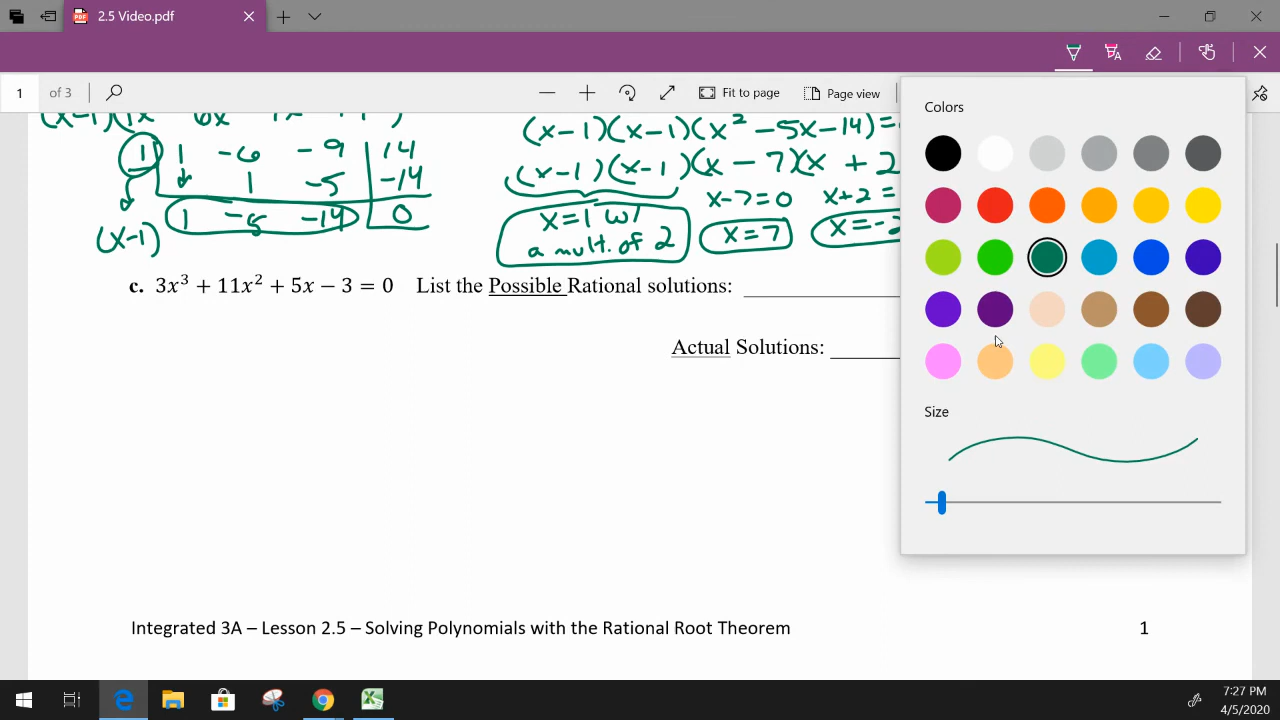 2.5 Video.pdf
1 of 3 Fit to page Page view
(x-1)(x-1)(x² -5x-14)=
1| 1 -6 -9 14
(x-1)(x-1)(x - 7)(x + 2
1 -5 -14
x-7=0 x+2=
1 -5 -14 0
x=1 w/
a mult. of 2
x=7
x=-2
(x-1)
c. 3x³ + 11x² + 5x − 3 = 0 List the Possible Rational solutions:
Actual Solutions:
Integrated 3A – Lesson 2.5 – Solving Polynomials with the Rational Root Theorem 1
Colors
Size
7:27 PM
4/5/2020